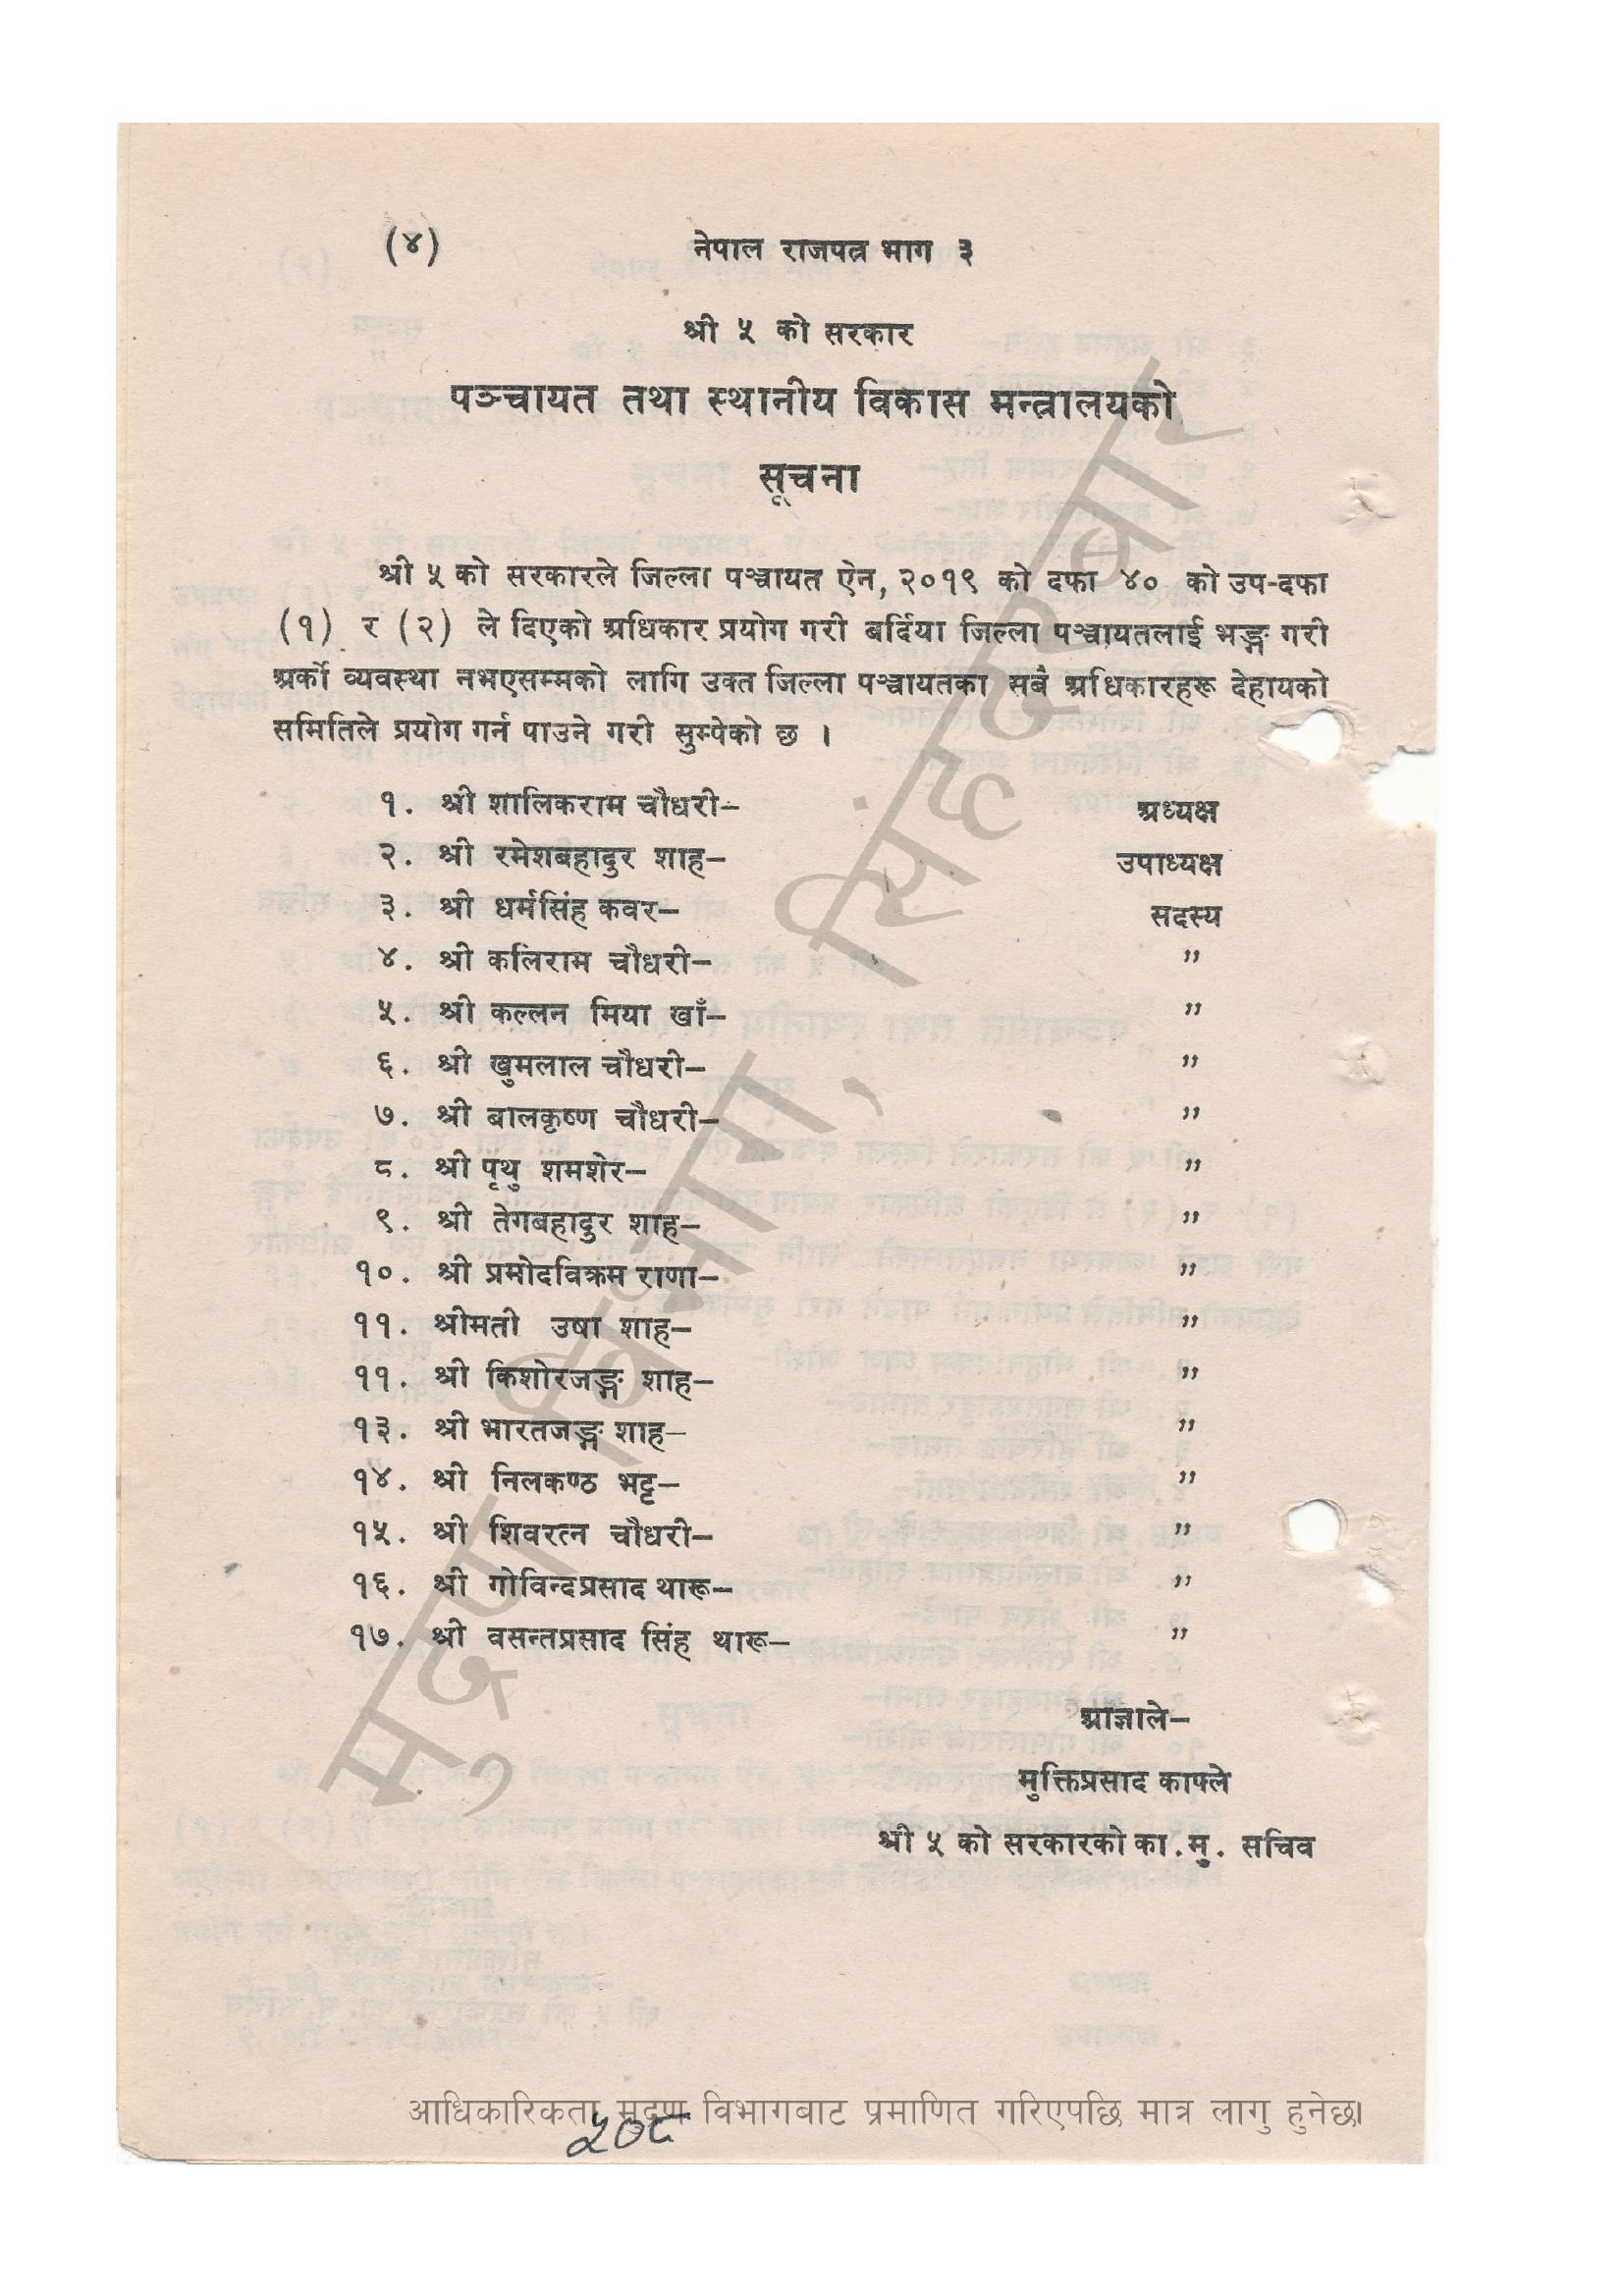 (४) नेपाल राजपत्र भाग ३
श्री ५ को सरकार
पञ्चायत तथा स्थानीय विकास मन्त्रालयको
सूचना
श्री ५ को सरकारले जिल्ला पञ्चायत ऐन, २०१९ को दफा ४० को उप-दफा
(१) र (२) ले दिएको अधिकार प्रयोग गरी बर्दिया जिल्ला पञ्चायतलाई भङ्ग गरी
अर्को व्यवस्था नभएसम्मको लागि उक्त जिल्ला पञ्चायतका सबै अधिकारहरू देहायको
समितिले प्रयोग गर्न पाउने गरी सुम्पेको छ ।
१. श्री शालिकराम चौधरी– अध्यक्ष
२. श्री रमेशबहादुर शाह– उपाध्यक्ष
३. श्री धर्मसिंह कवर– सदस्य
४. श्री कलिराम चौधरी– ”
५. श्री कल्लन मिया खाँ– ”
६. श्री खुमलाल चौधरी– ”
७. श्री बालकृष्ण चौधरी– ”
८. श्री पृथु शमशेर– ”
९. श्री तेगबहादुर शाह– ”
१०. श्री प्रमोदविक्रम राणा– ”
११. श्रीमती उषा शाह– ”
११. श्री किशोरजङ्ग शाह– ”
१३. श्री भारतजङ्ग शाह– ”
१४. श्री निलकण्ठ भट्ट– ”
१५. श्री शिवरत्न चौधरी– ”
१६. श्री गोविन्दप्रसाद थारू– ”
१७. श्री वसन्तप्रसाद सिंह थारू– ”
आज्ञाले–
मुक्तिप्रसाद काफ्ले
श्री ५ को सरकारको का.मु. सचिव
मुद्रण विभाग, सिंहदरबार
आधिकारिकता मुद्रण विभागबाट प्रमाणित गरिएपछि मात्र लागु हुनेछ।
५०८